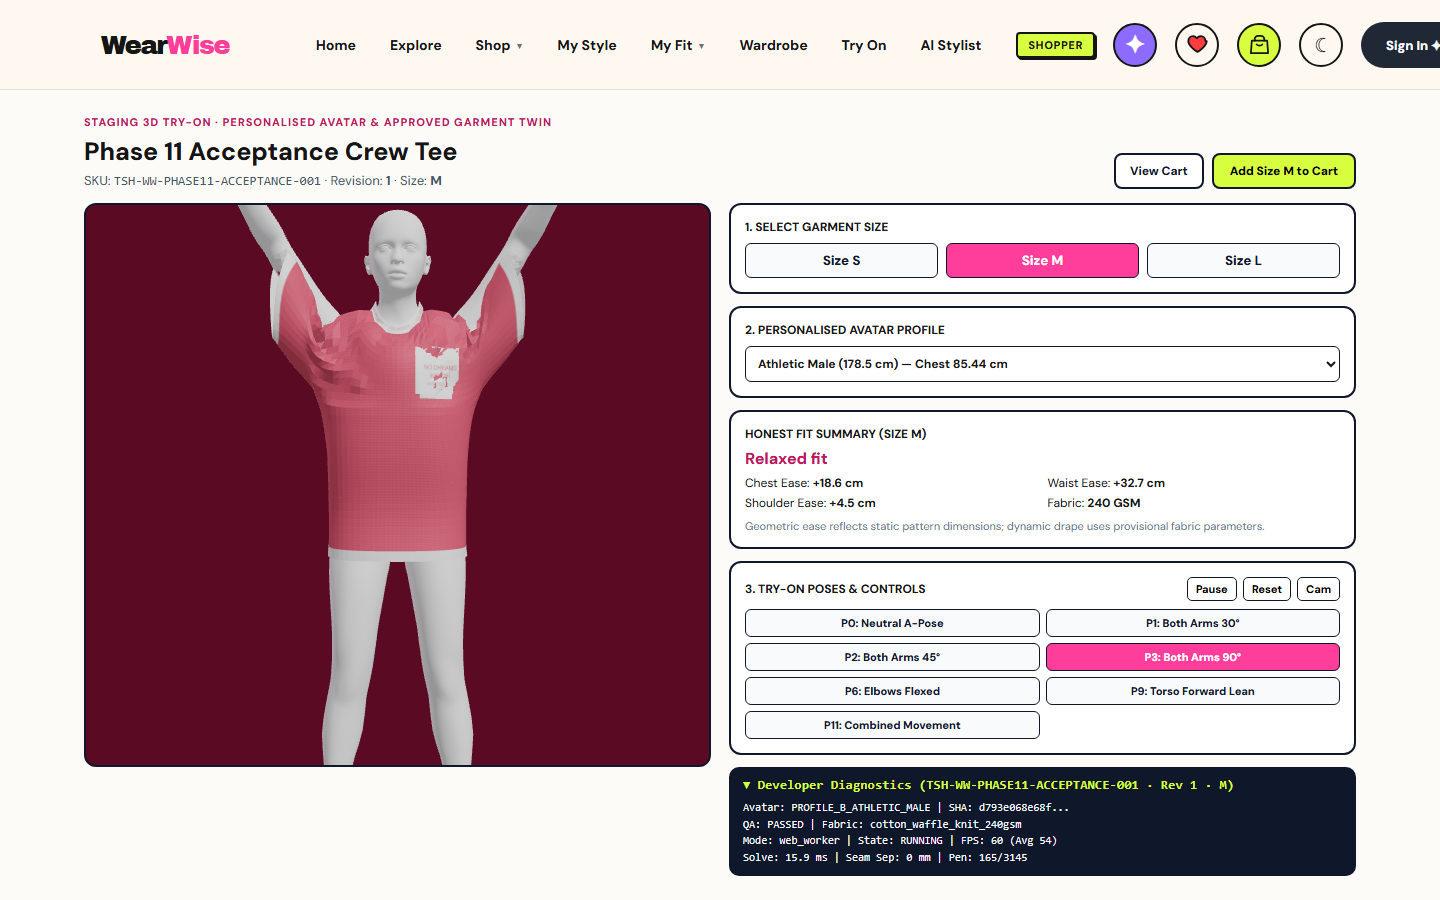 WearWise
Home
Explore
Shop ▼
My Style
My Fit ▼
Wardrobe
Try On
AI Stylist
SHOPPER
Sign In
STAGING 3D TRY-ON · PERSONALISED AVATAR & APPROVED GARMENT TWIN
Phase 11 Acceptance Crew Tee
SKU: TSH-WW-PHASE11-ACCEPTANCE-001 · Revision: 1 · Size: M
View Cart
Add Size M to Cart
1. SELECT GARMENT SIZE
Size S
Size M
Size L
2. PERSONALISED AVATAR PROFILE
Athletic Male (178.5 cm) — Chest 85.44 cm
HONEST FIT SUMMARY (SIZE M)
Relaxed fit
Chest Ease: +18.6 cm
Waist Ease: +32.7 cm
Shoulder Ease: +4.5 cm
Fabric: 240 GSM
Geometric ease reflects static pattern dimensions; dynamic drape uses provisional fabric parameters.
3. TRY-ON POSES & CONTROLS
Pause
Reset
Cam
P0: Neutral A-Pose
P1: Both Arms 30°
P2: Both Arms 45°
P3: Both Arms 90°
P6: Elbows Flexed
P9: Torso Forward Lean
P11: Combined Movement
▼ Developer Diagnostics (TSH-WW-PHASE11-ACCEPTANCE-001 · Rev 1 · M)
Avatar: PROFILE_B_ATHLETIC_MALE | SHA: d793e068e68f...
QA: PASSED | Fabric: cotton_waffle_knit_240gsm
Mode: web_worker | State: RUNNING | FPS: 60 (Avg 54)
Solve: 15.9 ms | Seam Sep: 0 mm | Pen: 165/3145